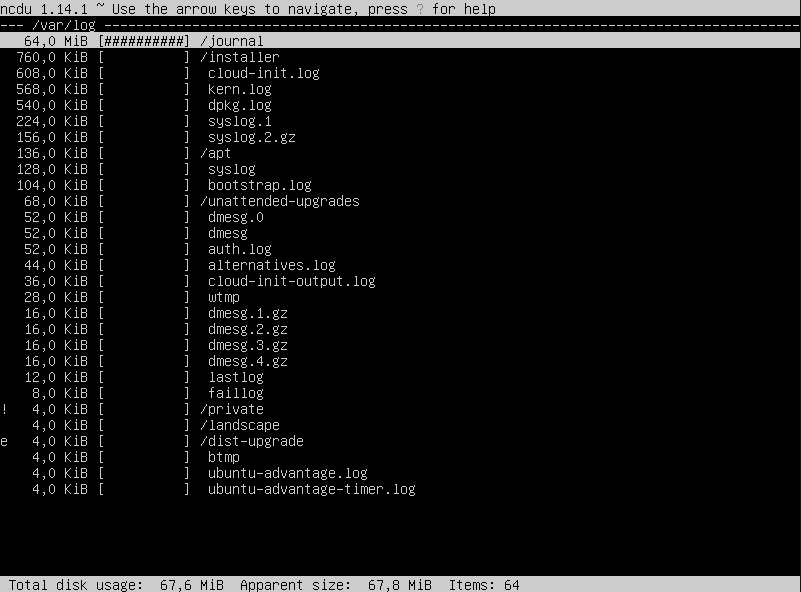 ncdu 1.14.1 ~ Use the arrow keys to navigate, press ? for help
--- /var/log ---------------------------------------------------------------------------------------
   64,0 MiB [##########] /journal
  760,0 KiB [          ] /installer
  608,0 KiB [          ]  cloud-init.log
  568,0 KiB [          ]  kern.log
  540,0 KiB [          ]  dpkg.log
  224,0 KiB [          ]  syslog.1
  156,0 KiB [          ]  syslog.2.gz
  136,0 KiB [          ] /apt
  128,0 KiB [          ]  syslog
  104,0 KiB [          ]  bootstrap.log
   68,0 KiB [          ] /unattended-upgrades
   52,0 KiB [          ]  dmesg.0
   52,0 KiB [          ]  dmesg
   52,0 KiB [          ]  auth.log
   44,0 KiB [          ]  alternatives.log
   36,0 KiB [          ]  cloud-init-output.log
   28,0 KiB [          ]  wtmp
   16,0 KiB [          ]  dmesg.1.gz
   16,0 KiB [          ]  dmesg.2.gz
   16,0 KiB [          ]  dmesg.3.gz
   16,0 KiB [          ]  dmesg.4.gz
   12,0 KiB [          ]  lastlog
    8,0 KiB [          ]  faillog
!   4,0 KiB [          ] /private
    4,0 KiB [          ] /landscape
e   4,0 KiB [          ] /dist-upgrade
    4,0 KiB [          ]  btmp
    4,0 KiB [          ]  ubuntu-advantage.log
    4,0 KiB [          ]  ubuntu-advantage-timer.log
 Total disk usage:  67,6 MiB  Apparent size:  67,8 MiB  Items: 64